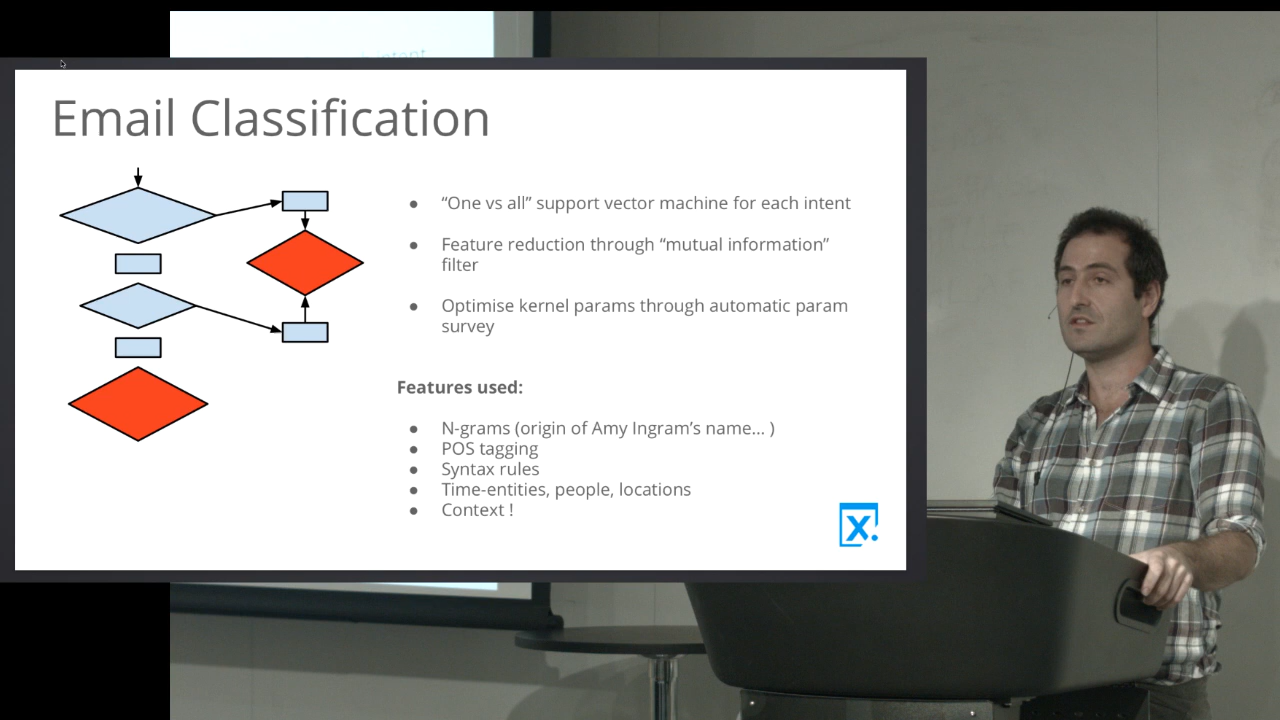 intent
Email Classification
● “One vs all” support vector machine for each intent
● Feature reduction through “mutual information”
filter
● Optimise kernel params through automatic param
survey
Features used:
● N-grams (origin of Amy Ingram’s name... )
● POS tagging
● Syntax rules
● Time-entities, people, locations
● Context !
x.